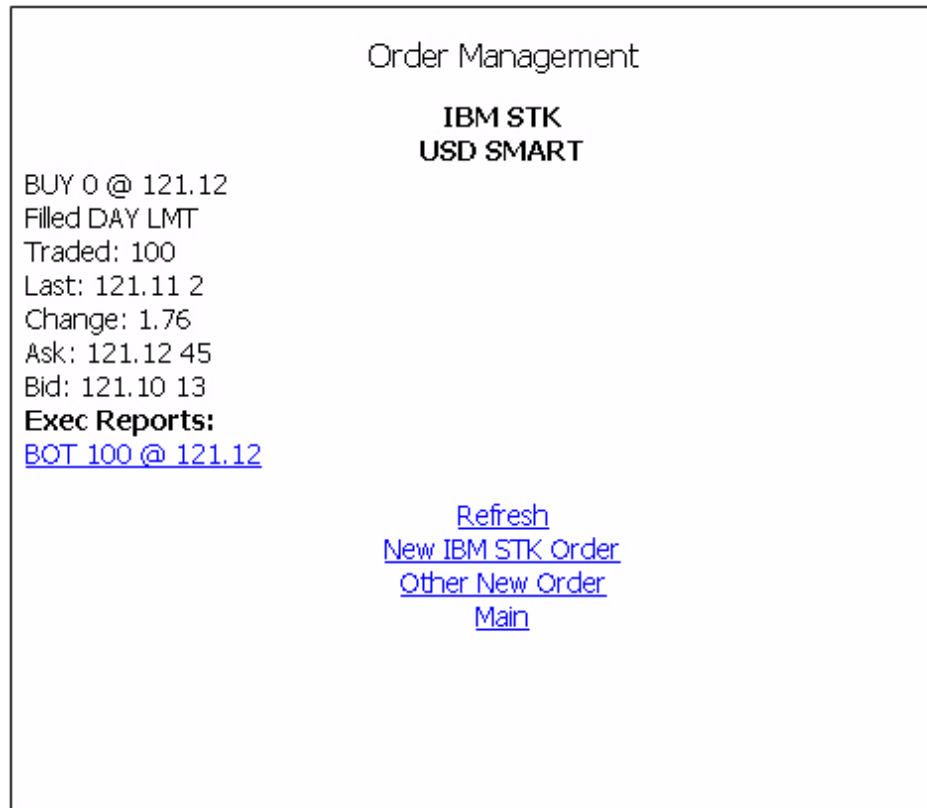 Order Management
IBM STK
USD SMART
BUY 0 @ 121.12
Filled DAY LMT
Traded: 100
Last: 121.11 2
Change: 1.76
Ask: 121.12 45
Bid: 121.10 13
Exec Reports:
BOT 100 @ 121.12
Refresh
New IBM STK Order
Other New Order
Main